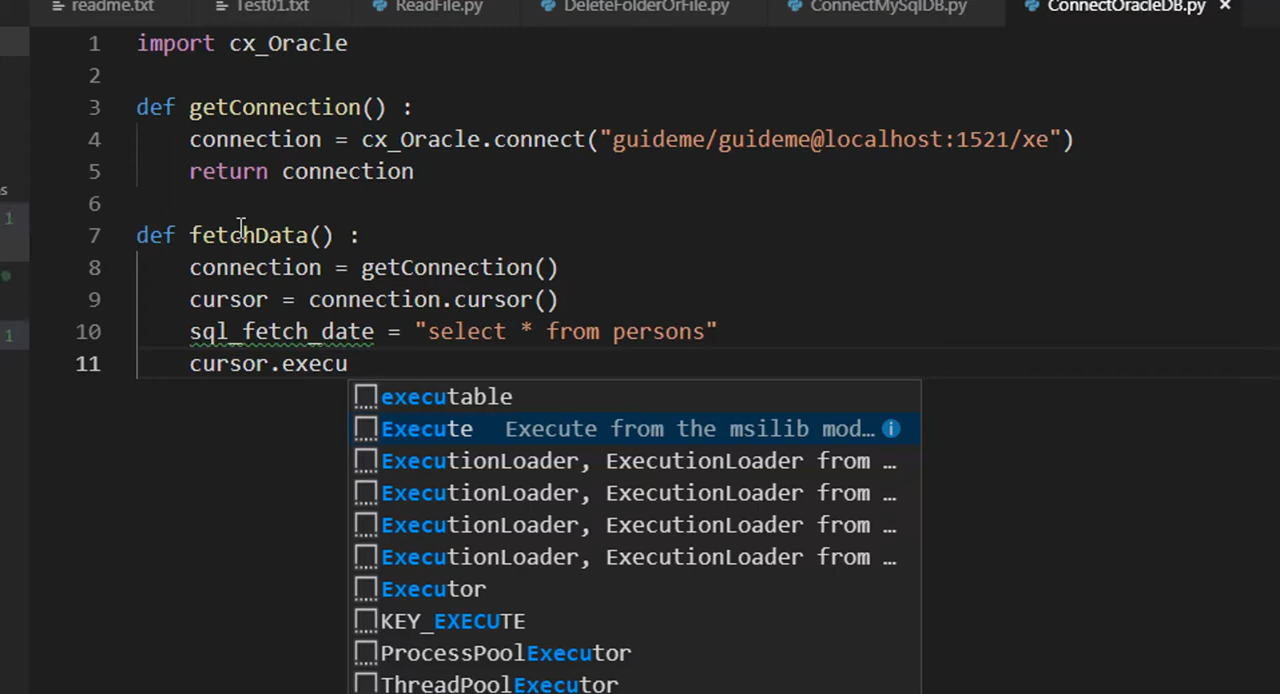 readme.txt Test01.txt ReadFile.py DeleteFolderOrFile.py ConnectMySqlDB.py ConnectOracleDB.py ×
1 import cx_Oracle
2
3 def getConnection() :
4 connection = cx_Oracle.connect("guideme/guideme@localhost:1521/xe")
5 return connection
s
6
1
7 def fetchData() :
8 connection = getConnection()
9 cursor = connection.cursor()
10 sql_fetch_date = "select * from persons"
1
11 cursor.execu
executable
Execute Execute from the msilib mod…
ExecutionLoader, ExecutionLoader from …
ExecutionLoader, ExecutionLoader from …
ExecutionLoader, ExecutionLoader from …
ExecutionLoader, ExecutionLoader from …
Executor
KEY_EXECUTE
ProcessPoolExecutor
ThreadPoolExecutor